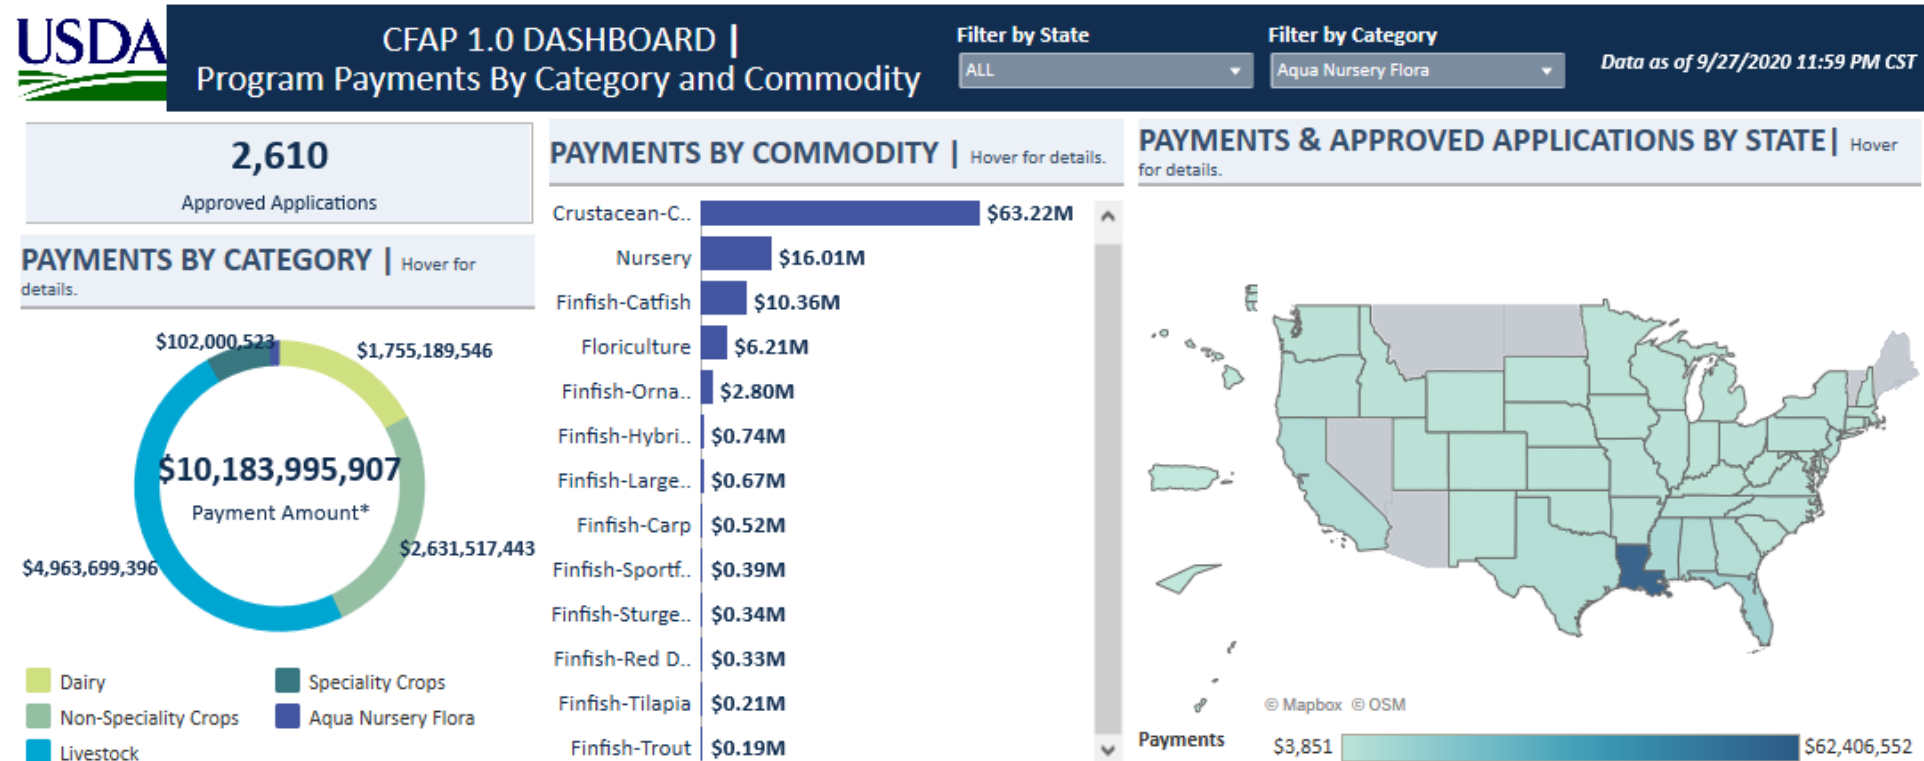 USDA
CFAP 1.0 DASHBOARD |
Program Payments By Category and Commodity
Filter by State
ALL
Filter by Category
Aqua Nursery Flora
Data as of 9/27/2020 11:59 PM CST
2,610
Approved Applications
PAYMENTS BY CATEGORY | Hover for
details.
$102,000,523
$1,755,189,546
$10,183,995,907
Payment Amount*
$2,631,517,443
$4,963,699,396
Dairy
Speciality Crops
Non-Speciality Crops
Aqua Nursery Flora
Livestock
PAYMENTS BY COMMODITY | Hover for details.
Crustacean-C.. $63.22M
Nursery $16.01M
Finfish-Catfish $10.36M
Floriculture $6.21M
Finfish-Orna.. $2.80M
Finfish-Hybri.. $0.74M
Finfish-Large.. $0.67M
Finfish-Carp $0.52M
Finfish-Sportf.. $0.39M
Finfish-Sturge.. $0.34M
Finfish-Red D.. $0.33M
Finfish-Tilapia $0.21M
Finfish-Trout $0.19M
PAYMENTS & APPROVED APPLICATIONS BY STATE| Hover
for details.
© Mapbox © OSM
Payments
$3,851
$62,406,552